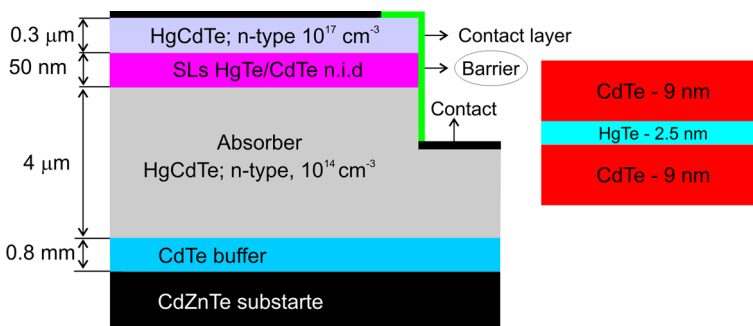 0.3 μm
HgCdTe; n-type 10¹⁷ cm⁻³
Contact layer
50 nm
SLs HgTe/CdTe n.i.d
Barrier
CdTe - 9 nm
HgTe - 2.5 nm
CdTe - 9 nm
Contact
4 μm
Absorber
HgCdTe; n-type, 10¹⁴ cm⁻³
0.8 mm
CdTe buffer
CdZnTe substarte